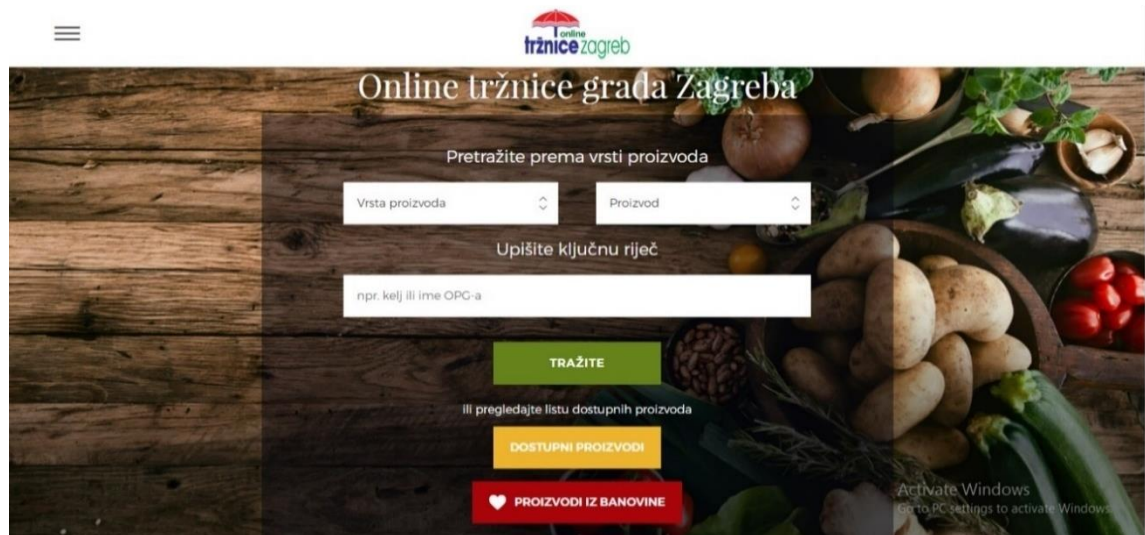 online
tržnice zagreb
Online tržnice grada Zagreba
Pretražite prema vrsti proizvoda
Vrsta proizvoda
Proizvod
Upišite ključnu riječ
npr. kelj ili ime OPG-a
TRAŽITE
ili pregledajte listu dostupnih proizvoda
DOSTUPNI PROIZVODI
PROIZVODI IZ BANOVINE
Activate Windows
Go to PC settings to activate Windows.